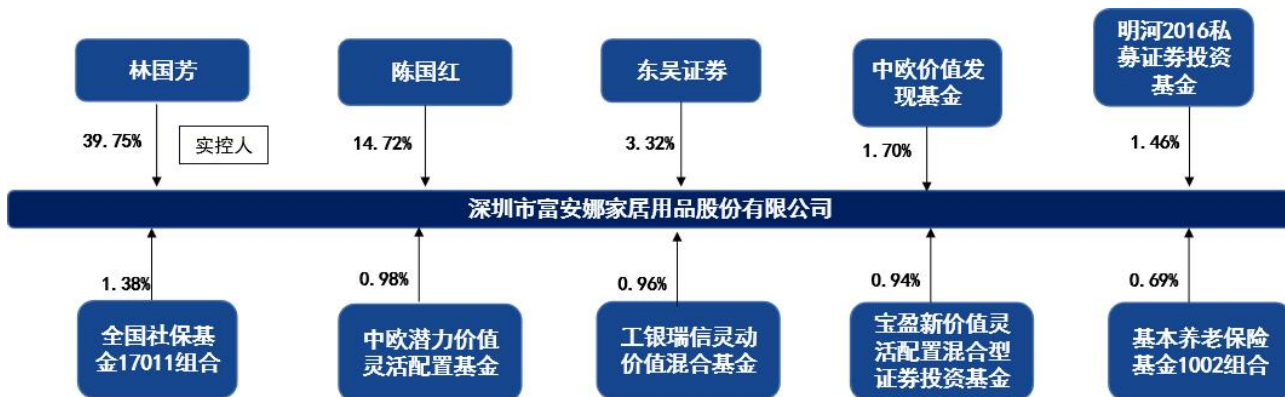 林国芳
陈国红
东吴证券
中欧价值发
现基金
明河2016私
募证券投资
基金
39.75%
实控人
14.72%
3.32%
1.70%
1.46%
深圳市富安娜家居用品股份有限公司
1.38%
0.98%
0.96%
0.94%
0.69%
全国社保基
金17011组合
中欧潜力价值
灵活配置基金
工银瑞信灵动
价值混合基金
宝盈新价值灵
活配置混合型
证券投资基金
基本养老保险
基金1002组合